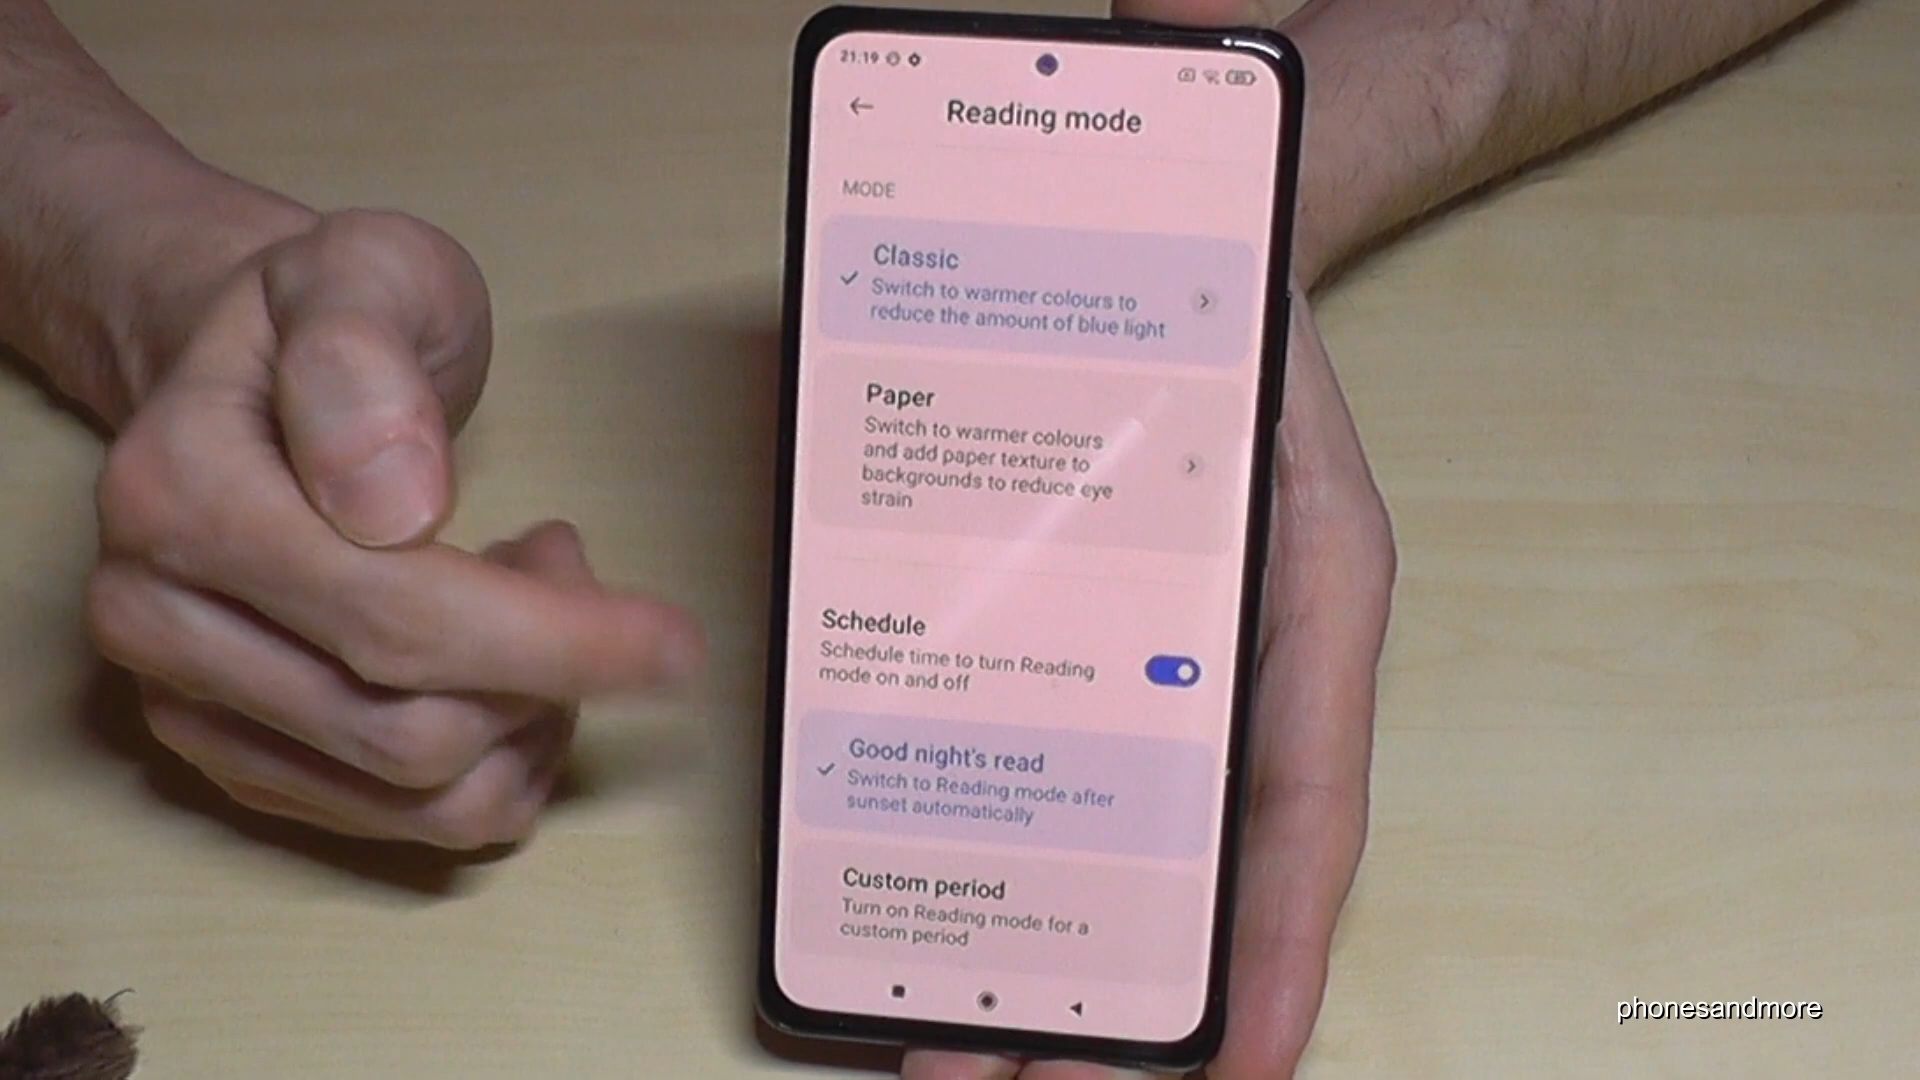 21:19
Reading mode
MODE
Classic
Switch to warmer colours to
reduce the amount of blue light
Paper
Switch to warmer colours
and add paper texture to
backgrounds to reduce eye
strain
Schedule
Schedule time to turn Reading
mode on and off
Good night's read
Switch to Reading mode after
sunset automatically
Custom period
Turn on Reading mode for a
custom period
phonesandmore